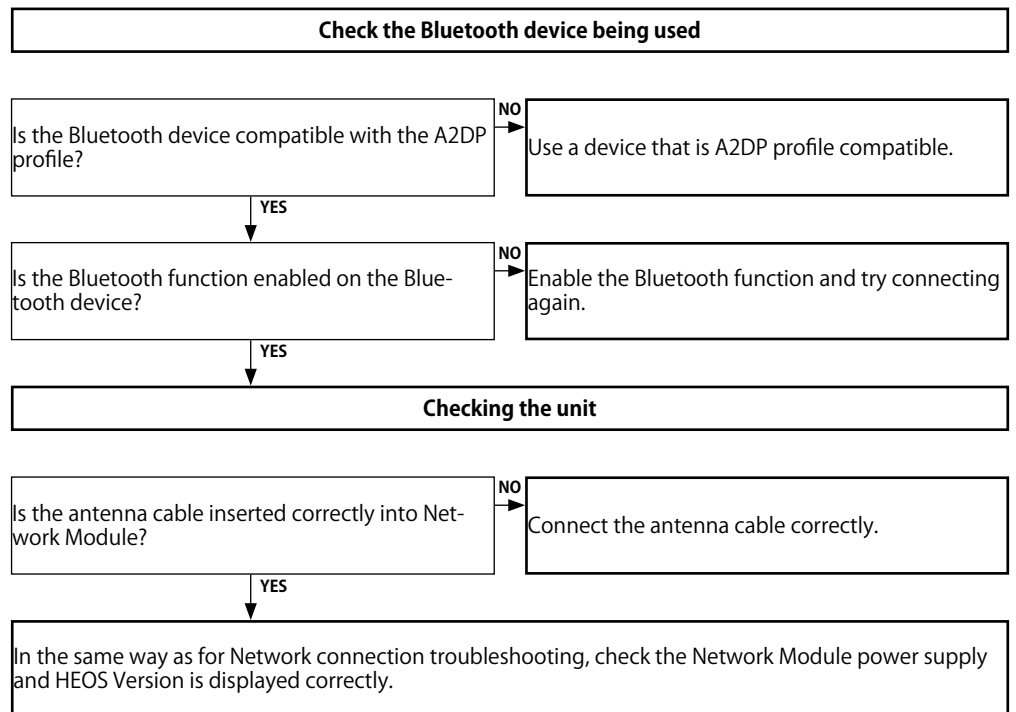 Check the Bluetooth device being used
Is the Bluetooth device compatible with the A2DP
profile?
NO
Use a device that is A2DP profile compatible.
YES
Is the Bluetooth function enabled on the Blue-
tooth device?
NO
Enable the Bluetooth function and try connecting
again.
YES
Checking the unit
Is the antenna cable inserted correctly into Net-
work Module?
NO
Connect the antenna cable correctly.
YES
In the same way as for Network connection troubleshooting, check the Network Module power supply
and HEOS Version is displayed correctly.